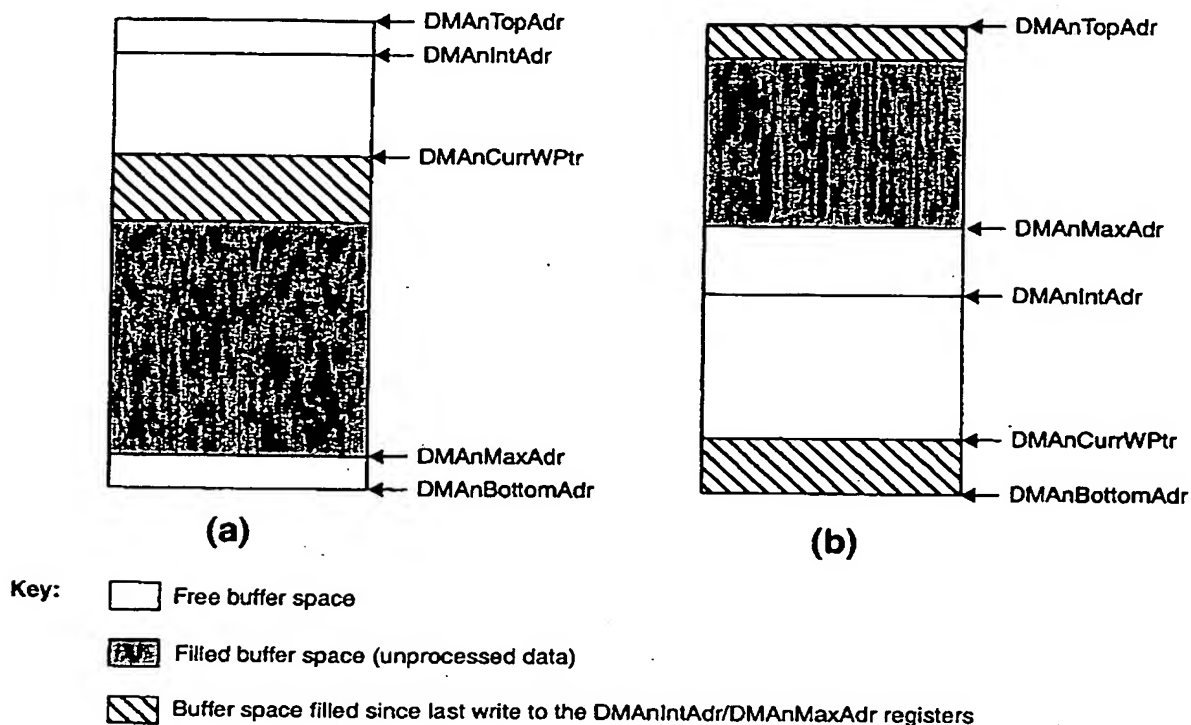 DMAnTopAdr
DMAnIntAdr
DMAnCurrWPtr
DMAnMaxAdr
DMAnBottomAdr
(a)
DMAnTopAdr
DMAnMaxAdr
DMAnIntAdr
DMAnCurrWPtr
DMAnBottomAdr
(b)
Key:
Free buffer space
Filled buffer space (unprocessed data)
Buffer space filled since last write to the DMAnIntAdr/DMAnMaxAdr registers